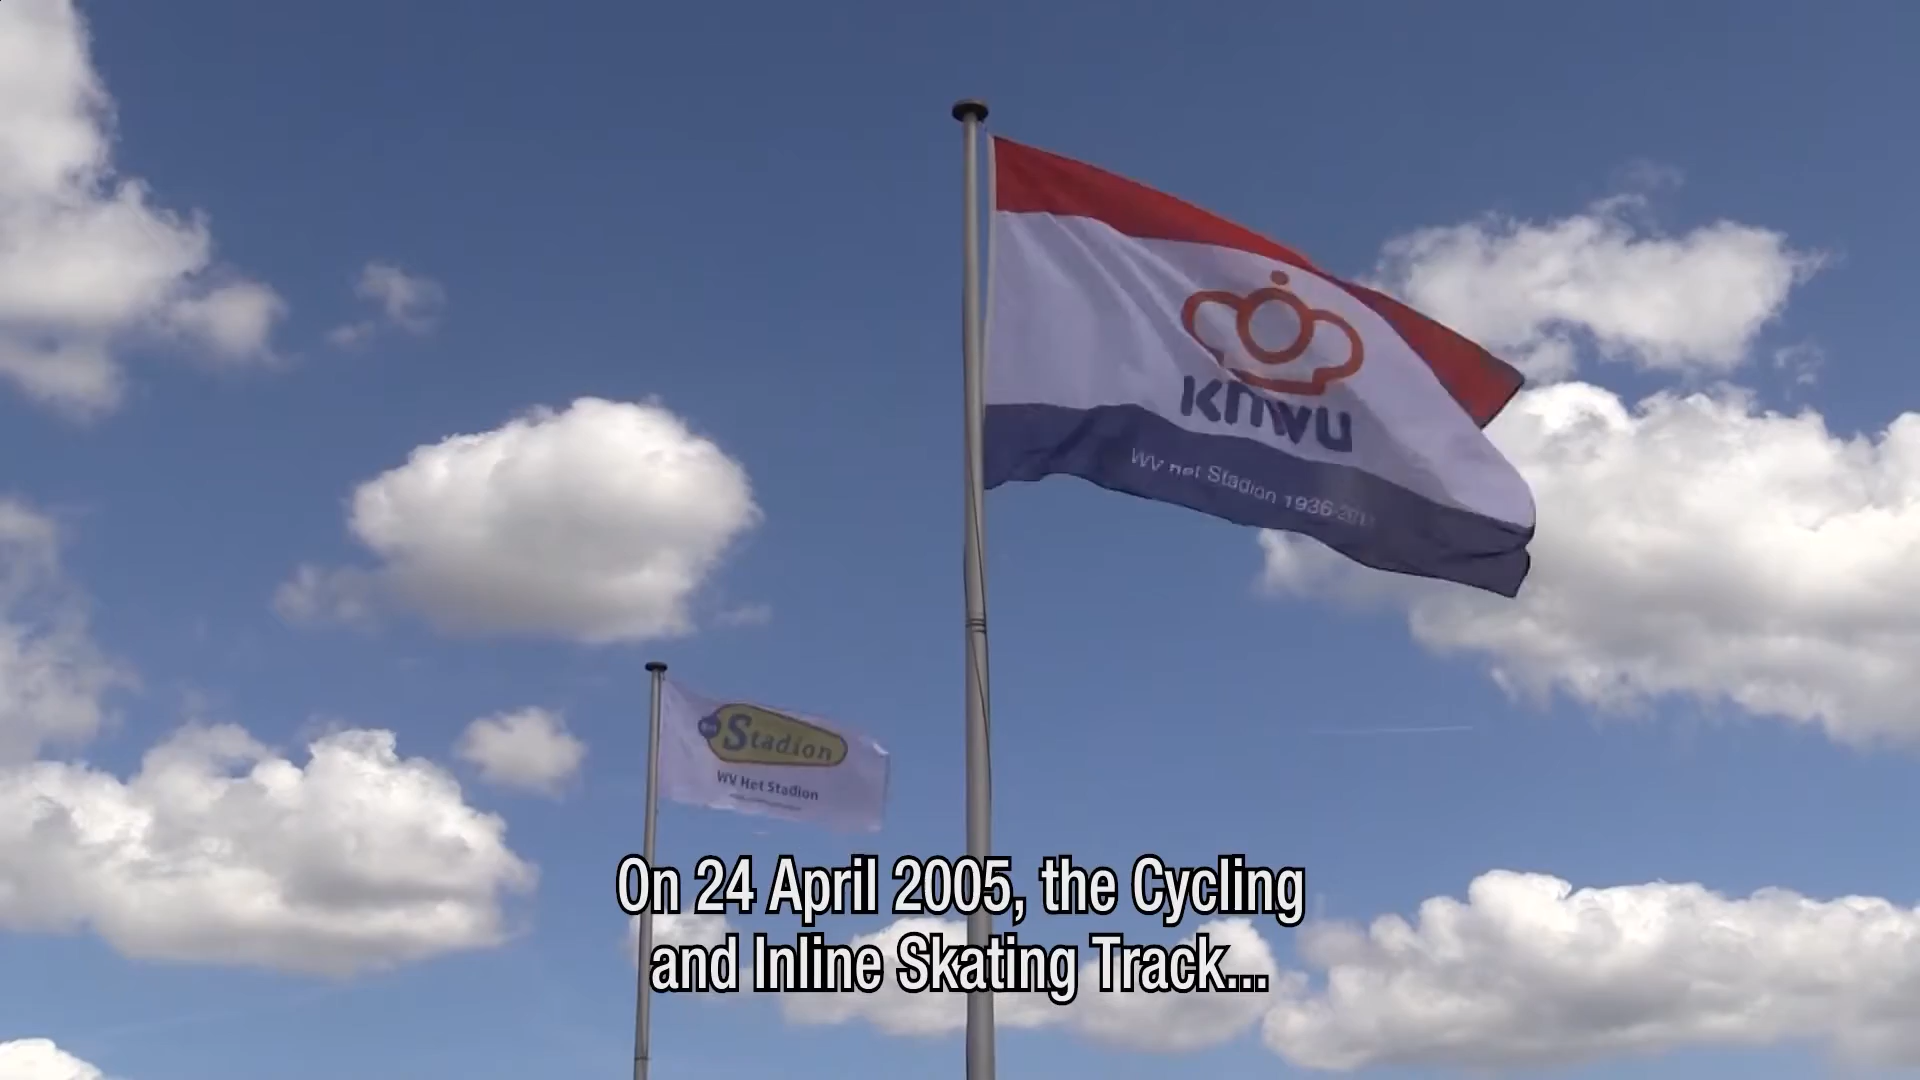 knwu
WV het Stadion 1936-201
Stadion
WV Het Stadion
On 24 April 2005, the Cycling
and Inline Skating Track...